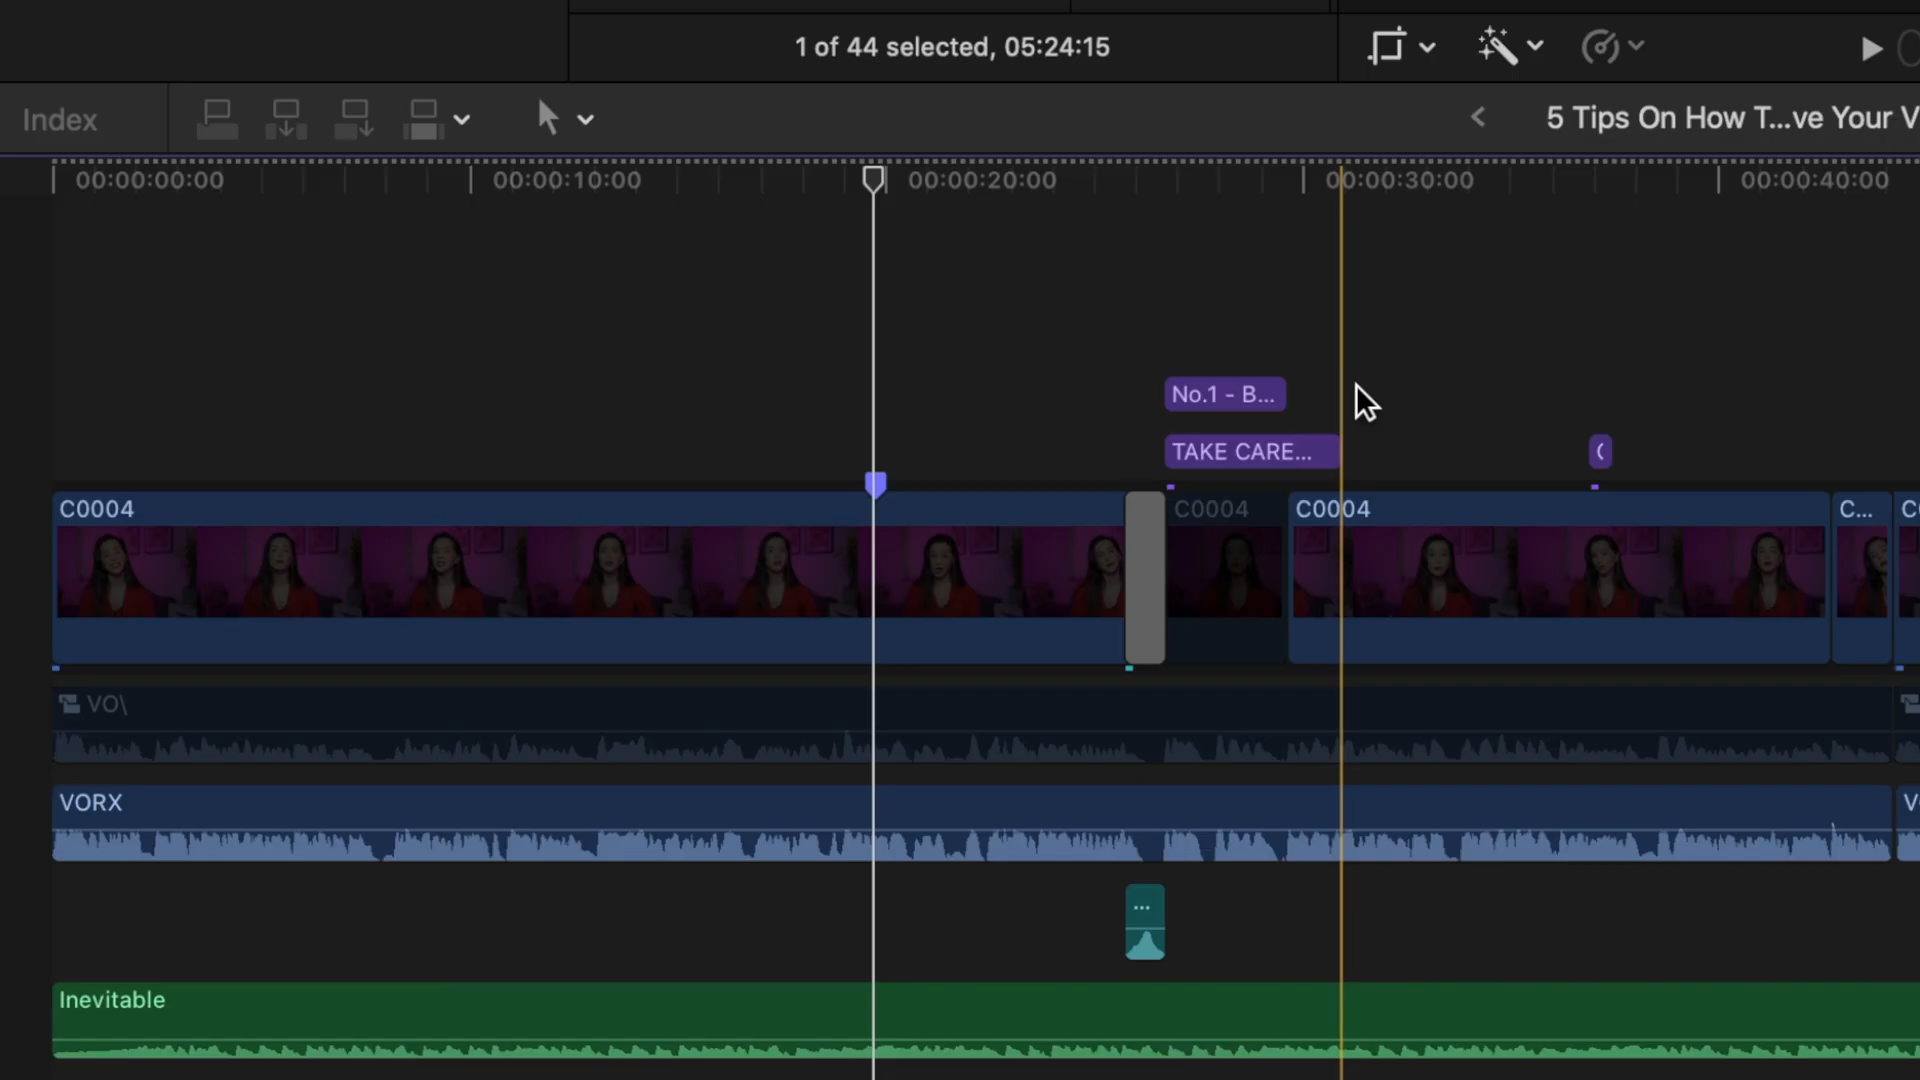 1 of 44 selected, 05:24:15
Index
5 Tips On How T...ve Your V
00:00:00:00
00:00:10:00
00:00:20:00
00:00:30:00
00:00:40:00
No.1 - B...
TAKE CARE...
C0004
C0004
C0004
C...
VO\
VORX
...
Inevitable